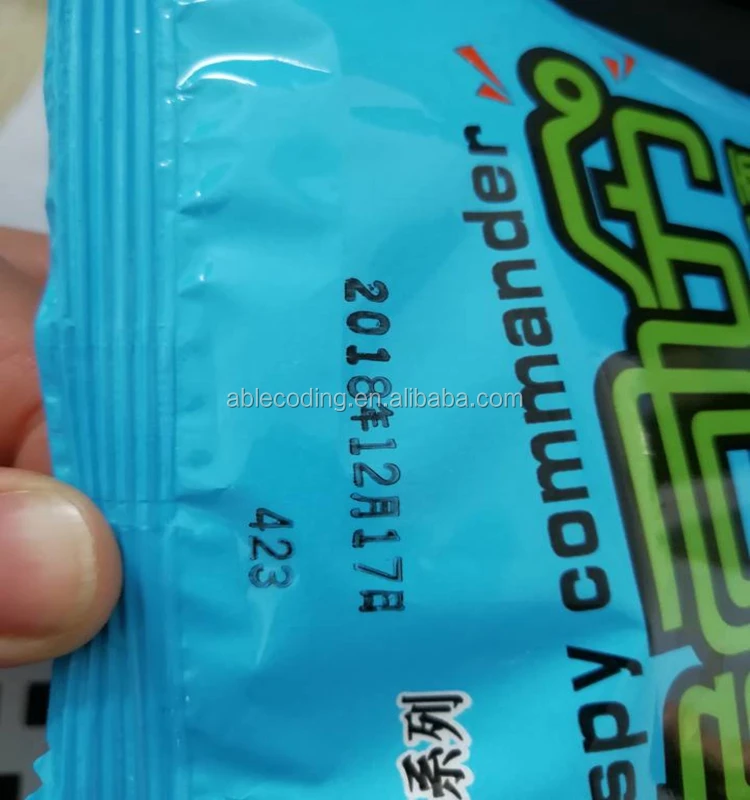 2018年12月17日
423
spy commander
系列
ablecoding.en.alibaba.com